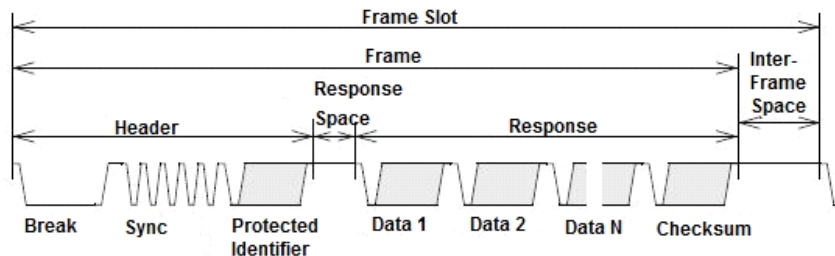 Frame Slot
Frame
Inter-
Frame
Space
Response
Space
Header
Response
Break
Sync
Protected
Identifier
Data 1
Data 2
Data N
Checksum